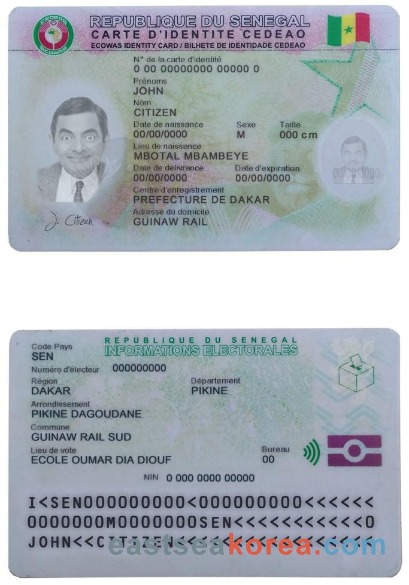 REPUBLIQUE DU SENEGAL
CARTE D'IDENTITE CEDEAO
ECOWAS IDENTITY CARD / BILHETE DE IDENTIDADE CEDEAO
N° de la carte d'identité
0 00 00000000 00000 0
Prénoms
JOHN
Nom
CITIZEN
Date de naissance Sexe Taille
00/00/0000 M 000 cm
Lieu de naissance
MBOTAL MBAMBEYE
Date de délivrance Date d'expiration
00/00/0000 00/00/0000
Centre d'enregistrement
PREFECTURE DE DAKAR
Adresse du domicile
GUINAW RAIL
J. Citizen
REPUBLIQUE DU SENEGAL
Code Pays INFORMATIONS ELECTORALES
SEN
Numéro d'électeur 000000000
Région Département
DAKAR PIKINE
Arrondissement
PIKINE DAGOUDANE
Commune
GUINAW RAIL SUD
Lieu de vote Bureau
ECOLE OUMAR DIA DIOUF 00
NIN 0 000 0000 00000
I<SEN0000000000<000000000<<<<<<
0000000M0000000SEN<<<<<<<<<<<0
JOHN<<CITIZEN<<<<<<<<<<<<<<<<<
eastseakorea.com